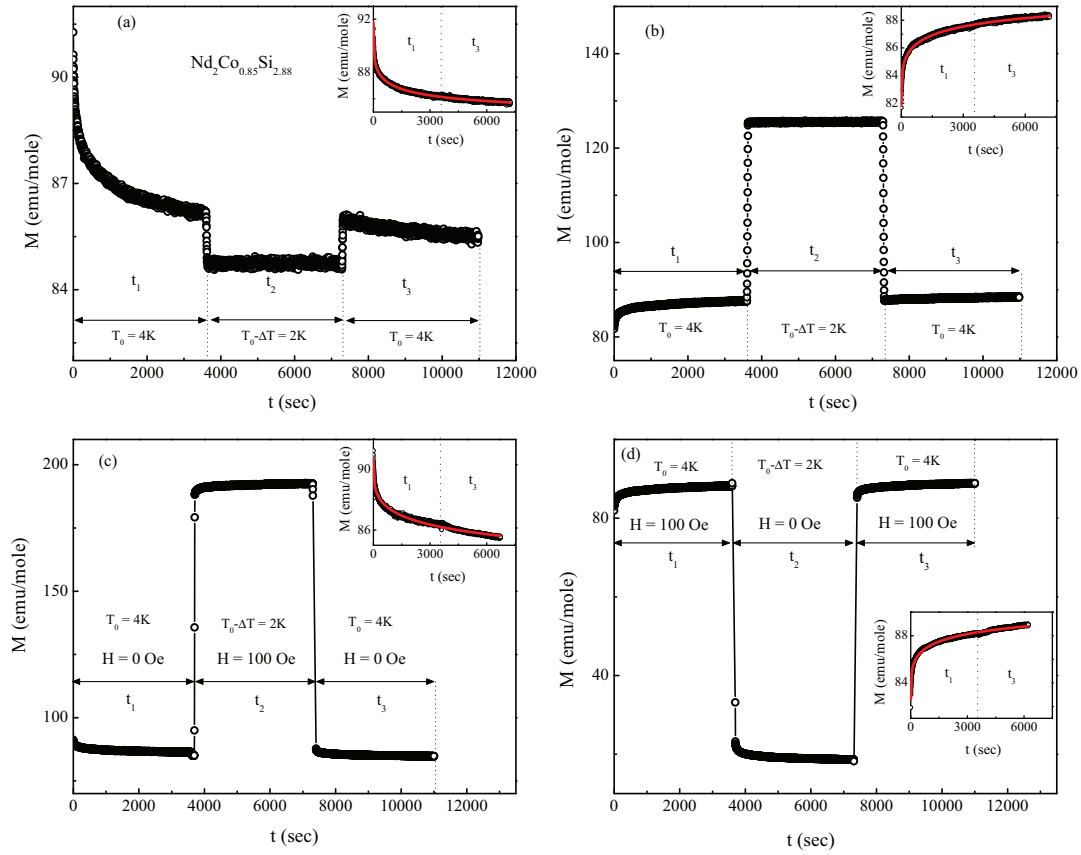 (a)
Nd2Co0.85Si2.88
M (emu/mole)
90
87
84
t1
t2
t3
T0 = 4K
T0-ΔT = 2K
T0 = 4K
0 2000 4000 6000 8000 10000 12000
t (sec)
M (emu/mole)
92
88
t1
t3
0 3000 6000
t (sec)
(b)
M (emu/mole)
140
120
100
80
t1
t2
t3
T0 = 4K
T0-ΔT = 2K
T0 = 4K
0 2000 4000 6000 8000 10000 12000
t (sec)
M (emu/mole)
88
86
84
82
t1
t3
0 3000 6000
t (sec)
(c)
M (emu/mole)
200
150
100
T0 = 4K
T0-ΔT = 2K
T0 = 4K
H = 0 Oe
H = 100 Oe
H = 0 Oe
t1
t2
t3
0 2000 4000 6000 8000 10000 12000
t (sec)
M (emu/mole)
90
86
t1
t3
0 3000 6000
t (sec)
(d)
M (emu/mole)
80
60
40
20
T0 = 4K
T0-ΔT = 2K
T0 = 4K
H = 100 Oe
H = 0 Oe
H = 100 Oe
t1
t2
t3
0 2000 4000 6000 8000 10000 12000
t (sec)
M (emu/mole)
88
84
t1
t3
0 3000 6000
t (sec)